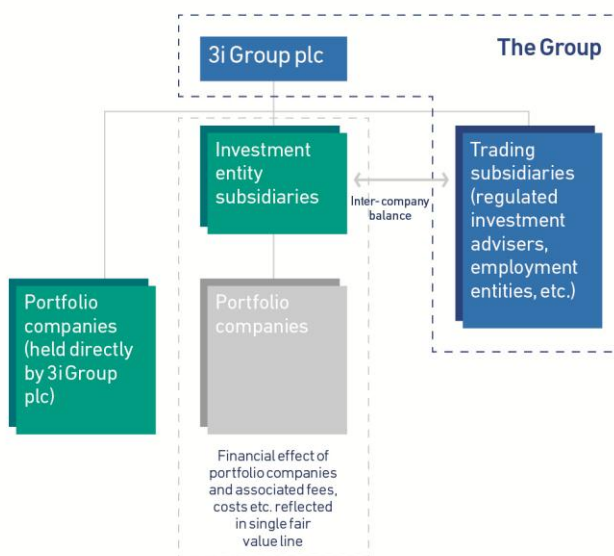 The Group
3i Group plc
Investment
entity
subsidiaries
Inter-company
balance
Trading
subsidiaries
(regulated
investment
advisers,
employment
entities, etc.)
Portfolio
companies
(held directly
by 3i Group
plc)
Portfolio
companies
Financial effect of
portfolio companies
and associated fees,
costs etc. reflected
in single fair
value line